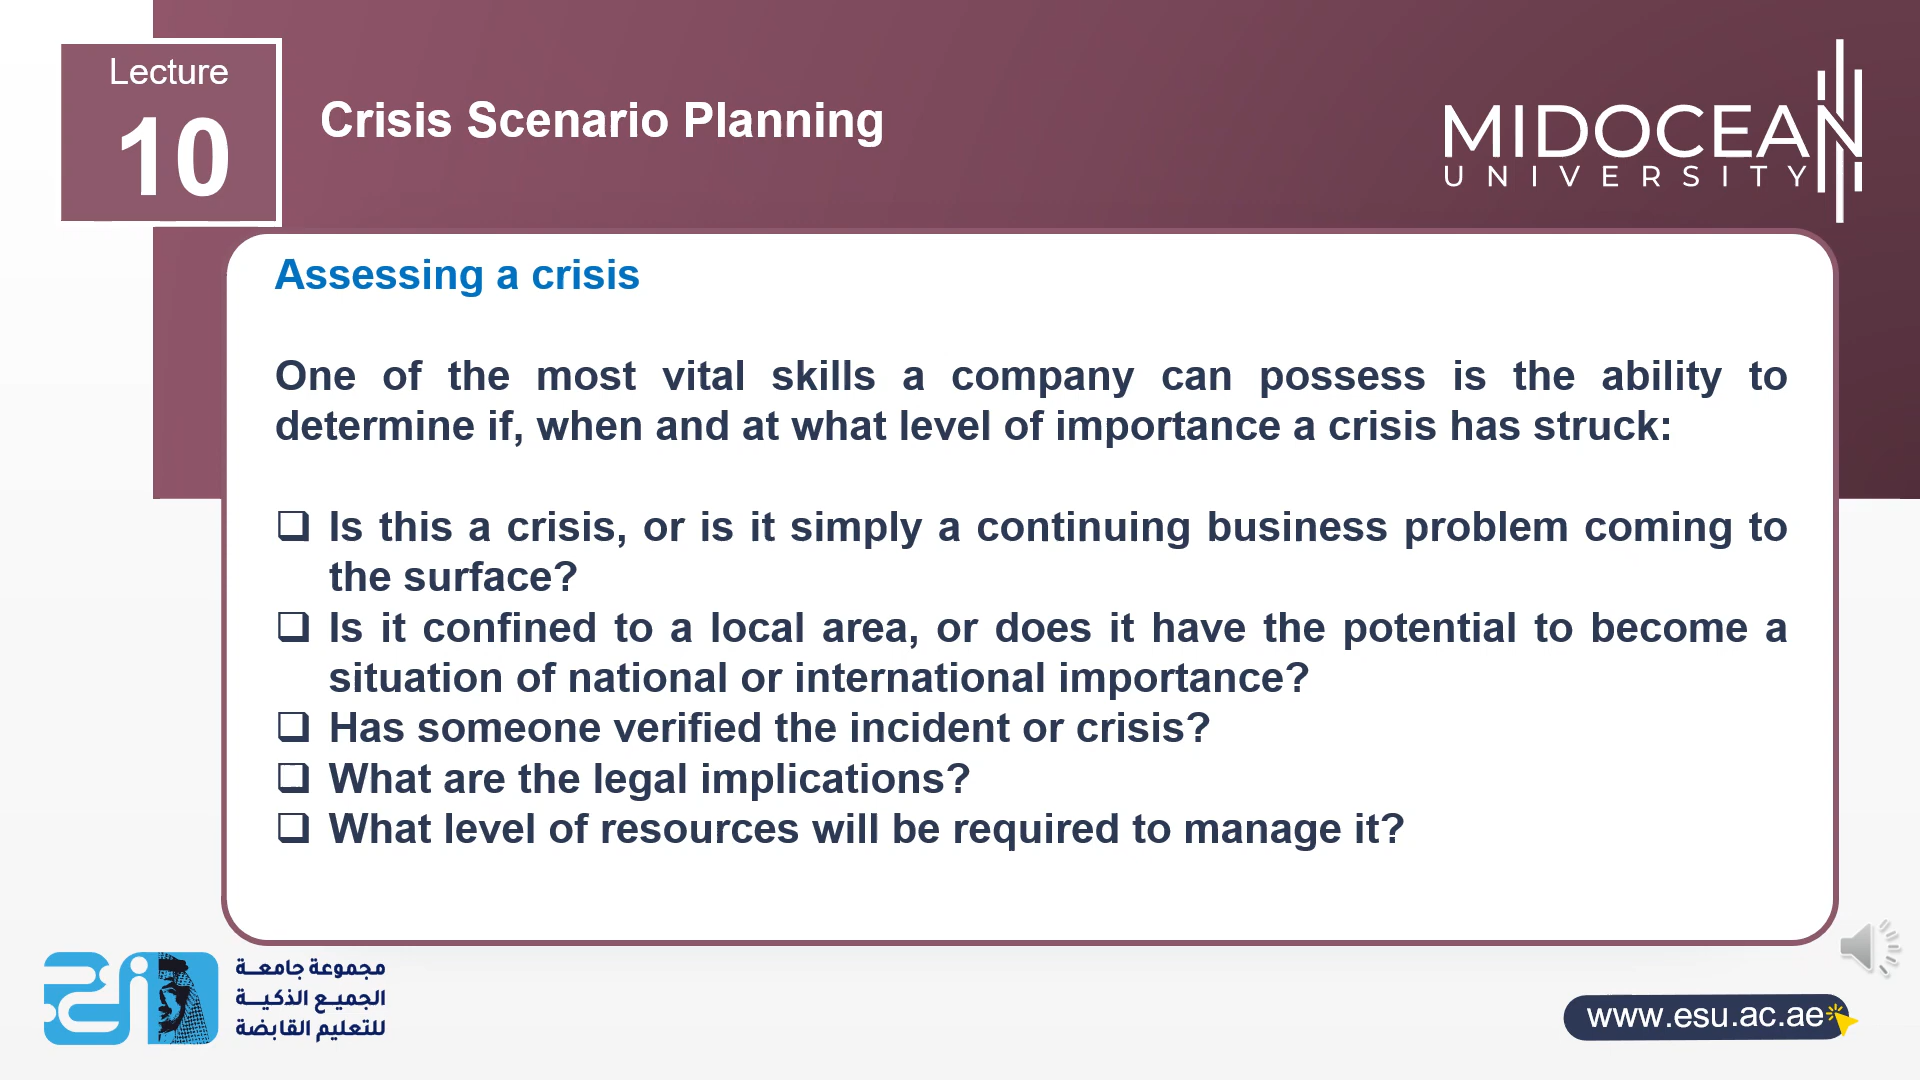 Lecture
10
Crisis Scenario Planning
MIDOCEAN
UNIVERSITY
Assessing a crisis
One of the most vital skills a company can possess is the ability to
determine if, when and at what level of importance a crisis has struck:
❑ Is this a crisis, or is it simply a continuing business problem coming to
the surface?
❑ Is it confined to a local area, or does it have the potential to become a
situation of national or international importance?
❑ Has someone verified the incident or crisis?
❑ What are the legal implications?
❑ What level of resources will be required to manage it?
مجموعة جامعة
الجميع الذكية
للتعليم القابضة
www.esu.ac.ae